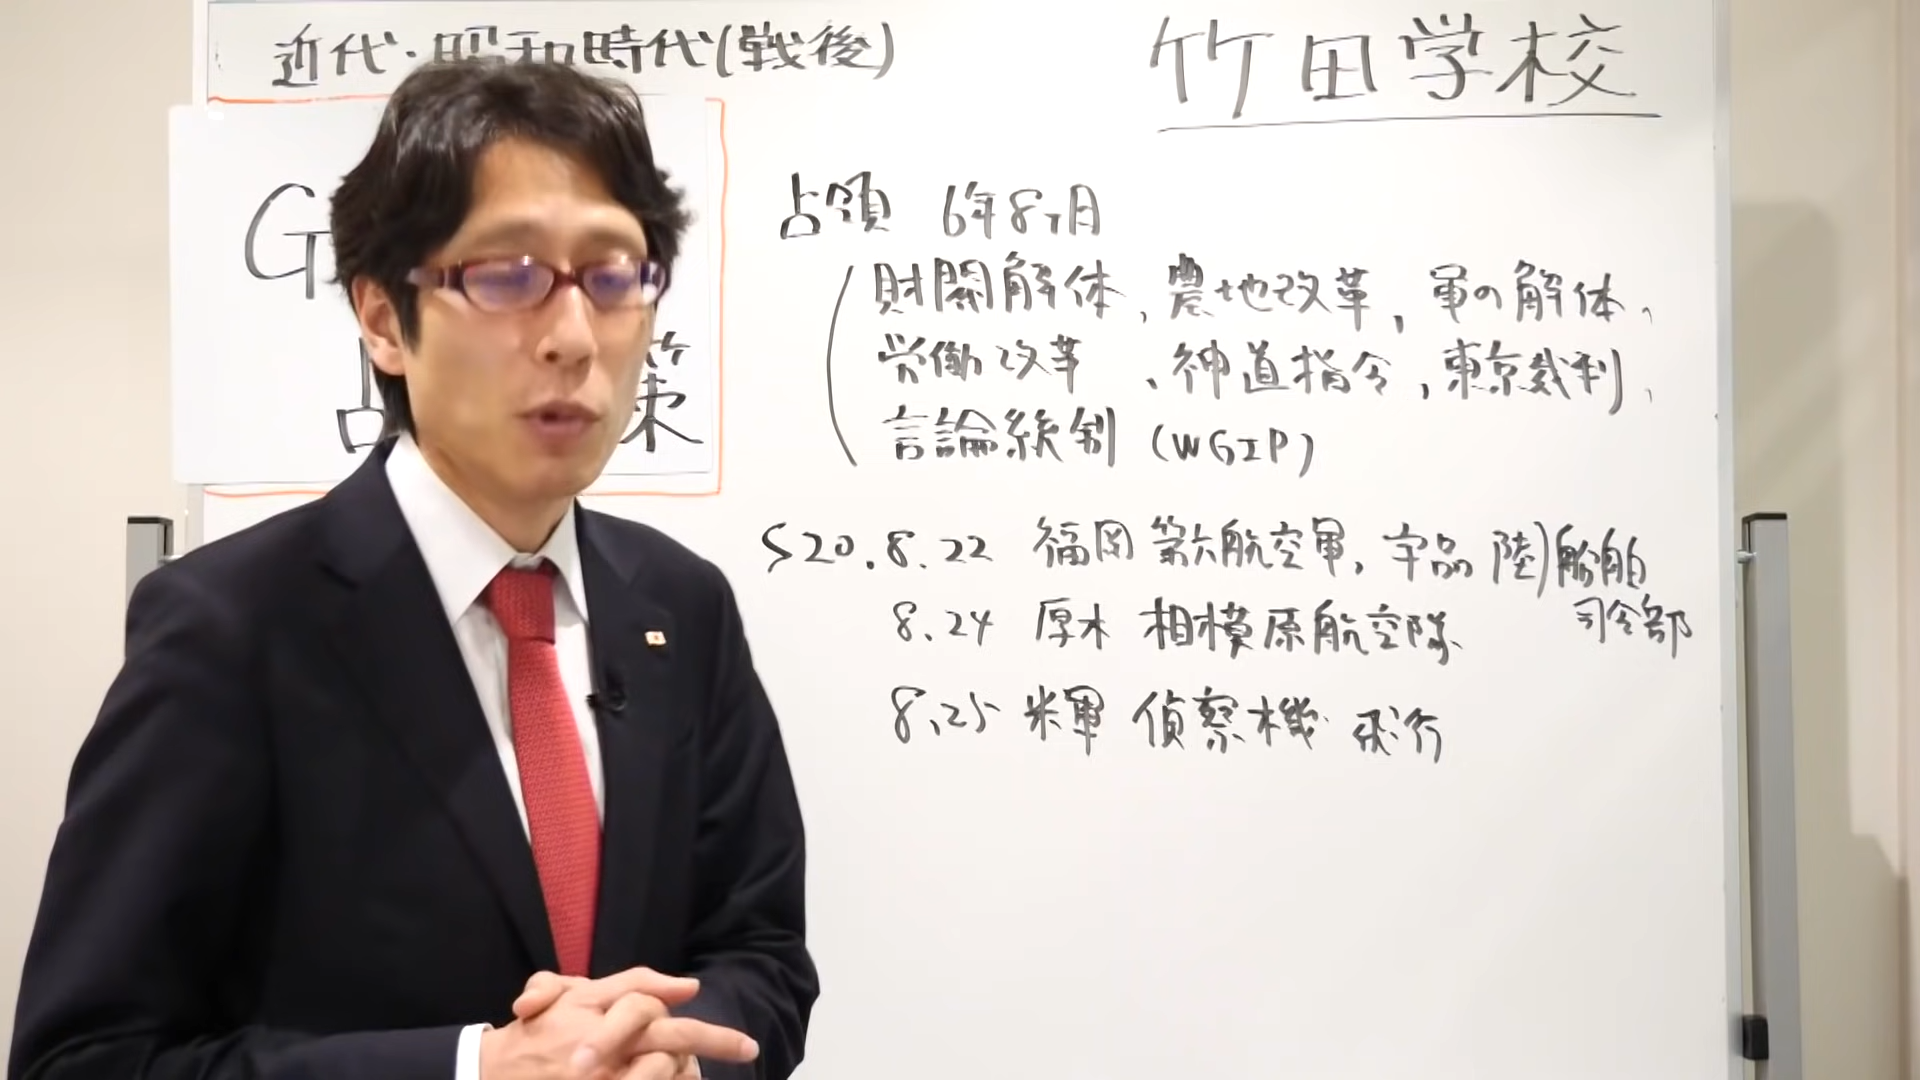 近代・昭和時代(戦後)
竹田学校
G
占 策
占領 6年8ヶ月
財閥解体、農地改革、軍の解体、
労働改革、神道指令、東京裁判、
言論統制 (WGIP)
S20.8.22 福岡 第六航空軍、宇品 陸)船舶
司令部
8.24 厚木 相模原航空隊
8.25 米軍 偵察機 飛行